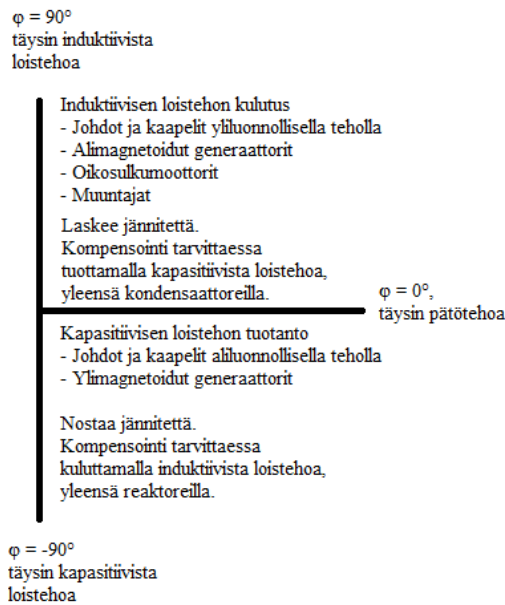 φ = 90°
täysin induktiivista
loistehoa
Induktiivisen loistehon kulutus
- Johdot ja kaapelit yliluonnollisella teholla
- Alimagnetoidut generaattorit
- Oikosulkumoottorit
- Muuntajat
Laskee jännitettä.
Kompensointi tarvittaessa
tuottamalla kapasitiivista loistehoa,
yleensä kondensaattoreilla.
φ = 0°,
täysin pätötehoa
Kapasitiivisen loistehon tuotanto
- Johdot ja kaapelit aliluonnollisella teholla
- Ylimagnetoidut generaattorit
Nostaa jännitettä.
Kompensointi tarvittaessa
kuluttamalla induktiivista loistehoa,
yleensä reaktoreilla.
φ = -90°
täysin kapasitiivista
loistehoa